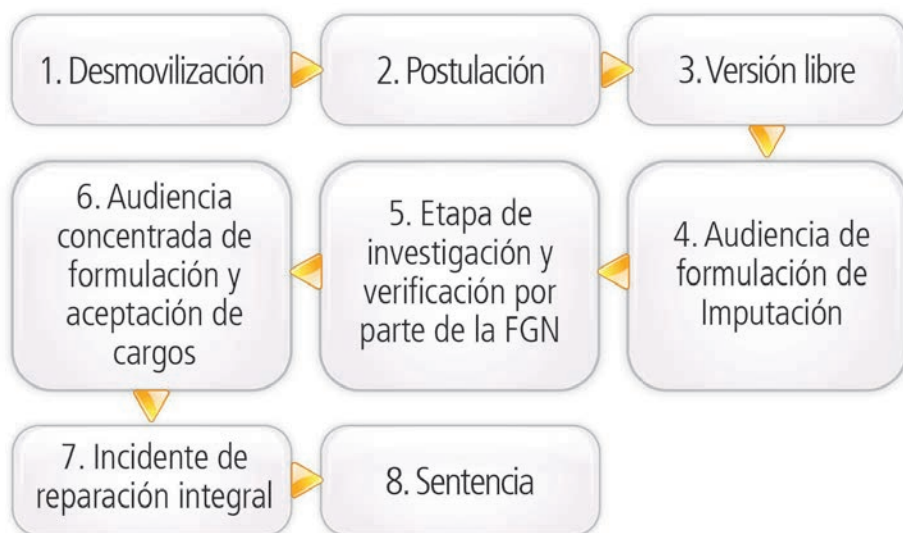 1. Desmovilización
2. Postulación
3. Versión libre
4. Audiencia de
formulación de
Imputación
5. Etapa de
investigación y
verificación por
parte de la FGN
6. Audiencia
concentrada de
formulación y
aceptación de
cargos
7. Incidente de
reparación integral
8. Sentencia